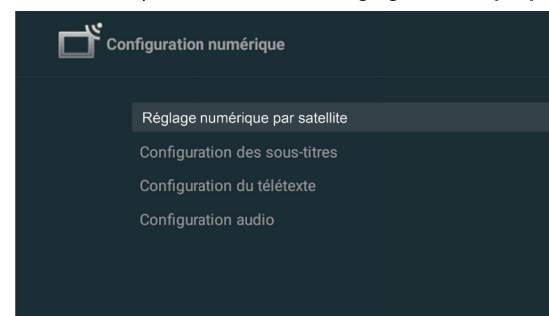 Configuration numérique
Réglage numérique par satellite
Configuration des sous-titres
Configuration du télétexte
Configuration audio